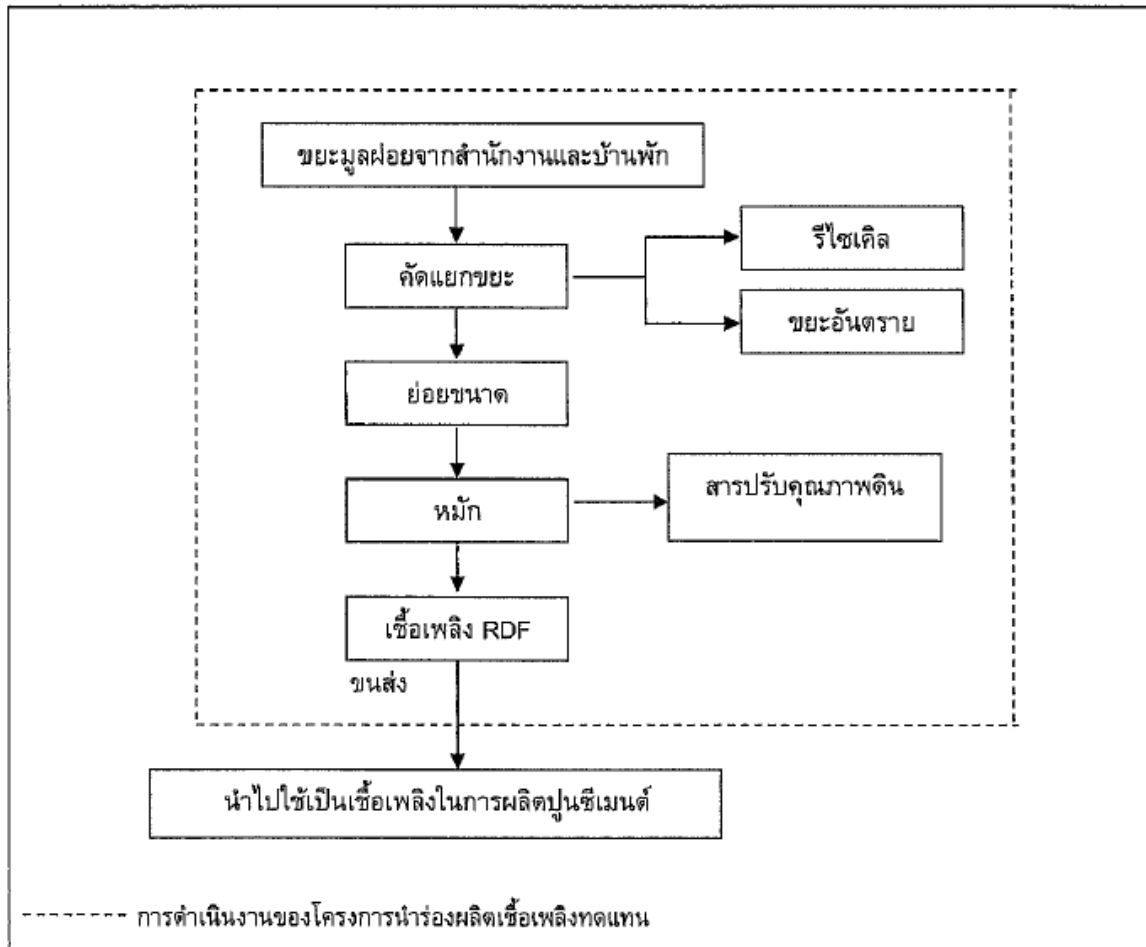 ขยะมูลฝอยจากสำนักงานและบ้านพัก
คัดแยกขยะ
รีไซเคิล
ขยะอันตราย
ย่อยขนาด
หมัก
สารปรับคุณภาพดิน
เชื้อเพลิง RDF
ขนส่ง
นำไปใช้เป็นเชื้อเพลิงในการผลิตปูนซีเมนต์
การดำเนินงานของโครงการนำร่องผลิตเชื้อเพลิงทดแทน